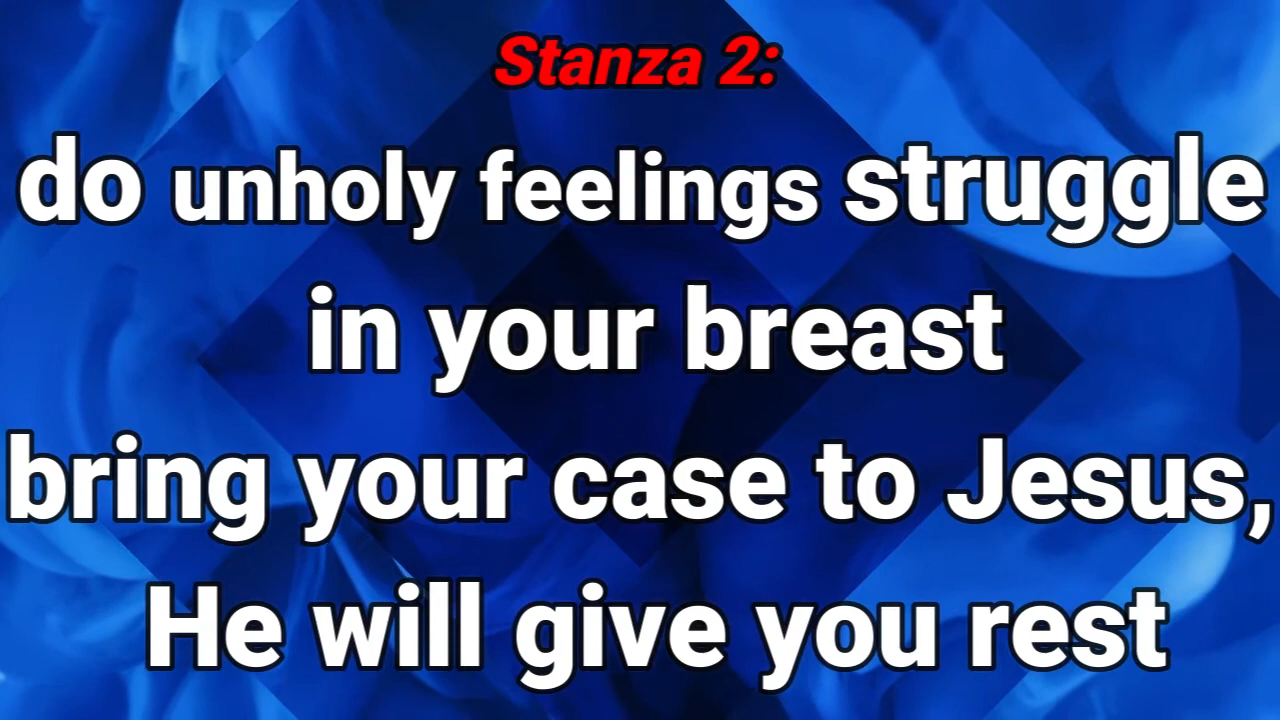 Stanza 2:
do unholy feelings struggle
in your breast
bring your case to Jesus,
He will give you rest